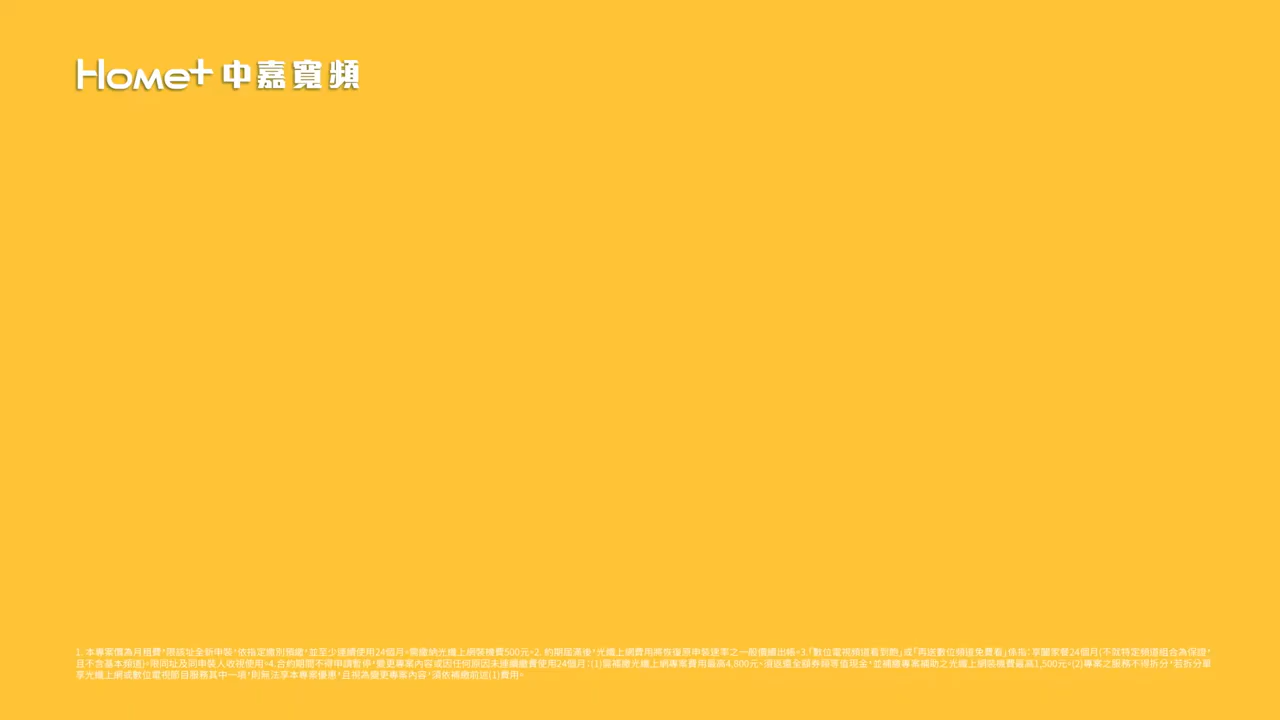 Home+ 中嘉寬頻
1. 本專案價為月租費,限該址全新申裝,依指定繳別預繳,並至少連續使用24個月。需繳納光纖上網裝機費500元。2. 約期屆滿後,光纖上網費用將恢復原申裝速率之一般價繳出帳。3.「數位電視頻道看到飽」或「再送數位頻道免費看」係指:享闔家餐24個月(不就特定頻道組合為保證,
且不含基本頻道)。限同址及同申裝人收視使用。4.合約期間不得申請暫停,變更專案內容或因任何原因未連續繳費使用24個月:(1)需補繳光纖上網專案費用最高4,800元、須返還全額券類等值現金,並補繳專案補助之光纖上網裝機費最高1,500元。(2)專案之服務不得拆分,若拆分單
享光纖上網或數位電視節目服務其中一項,則無法享本專案優惠,且視為變更專案內容,須依補繳前述(1)費用。